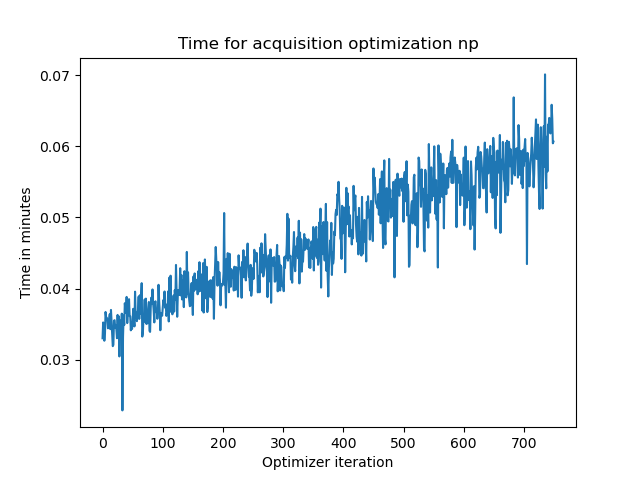 Time for acquisition optimization np
0.07
0.06
0.05
0.04
0.03
Time in minutes
0 100 200 300 400 500 600 700
Optimizer iteration